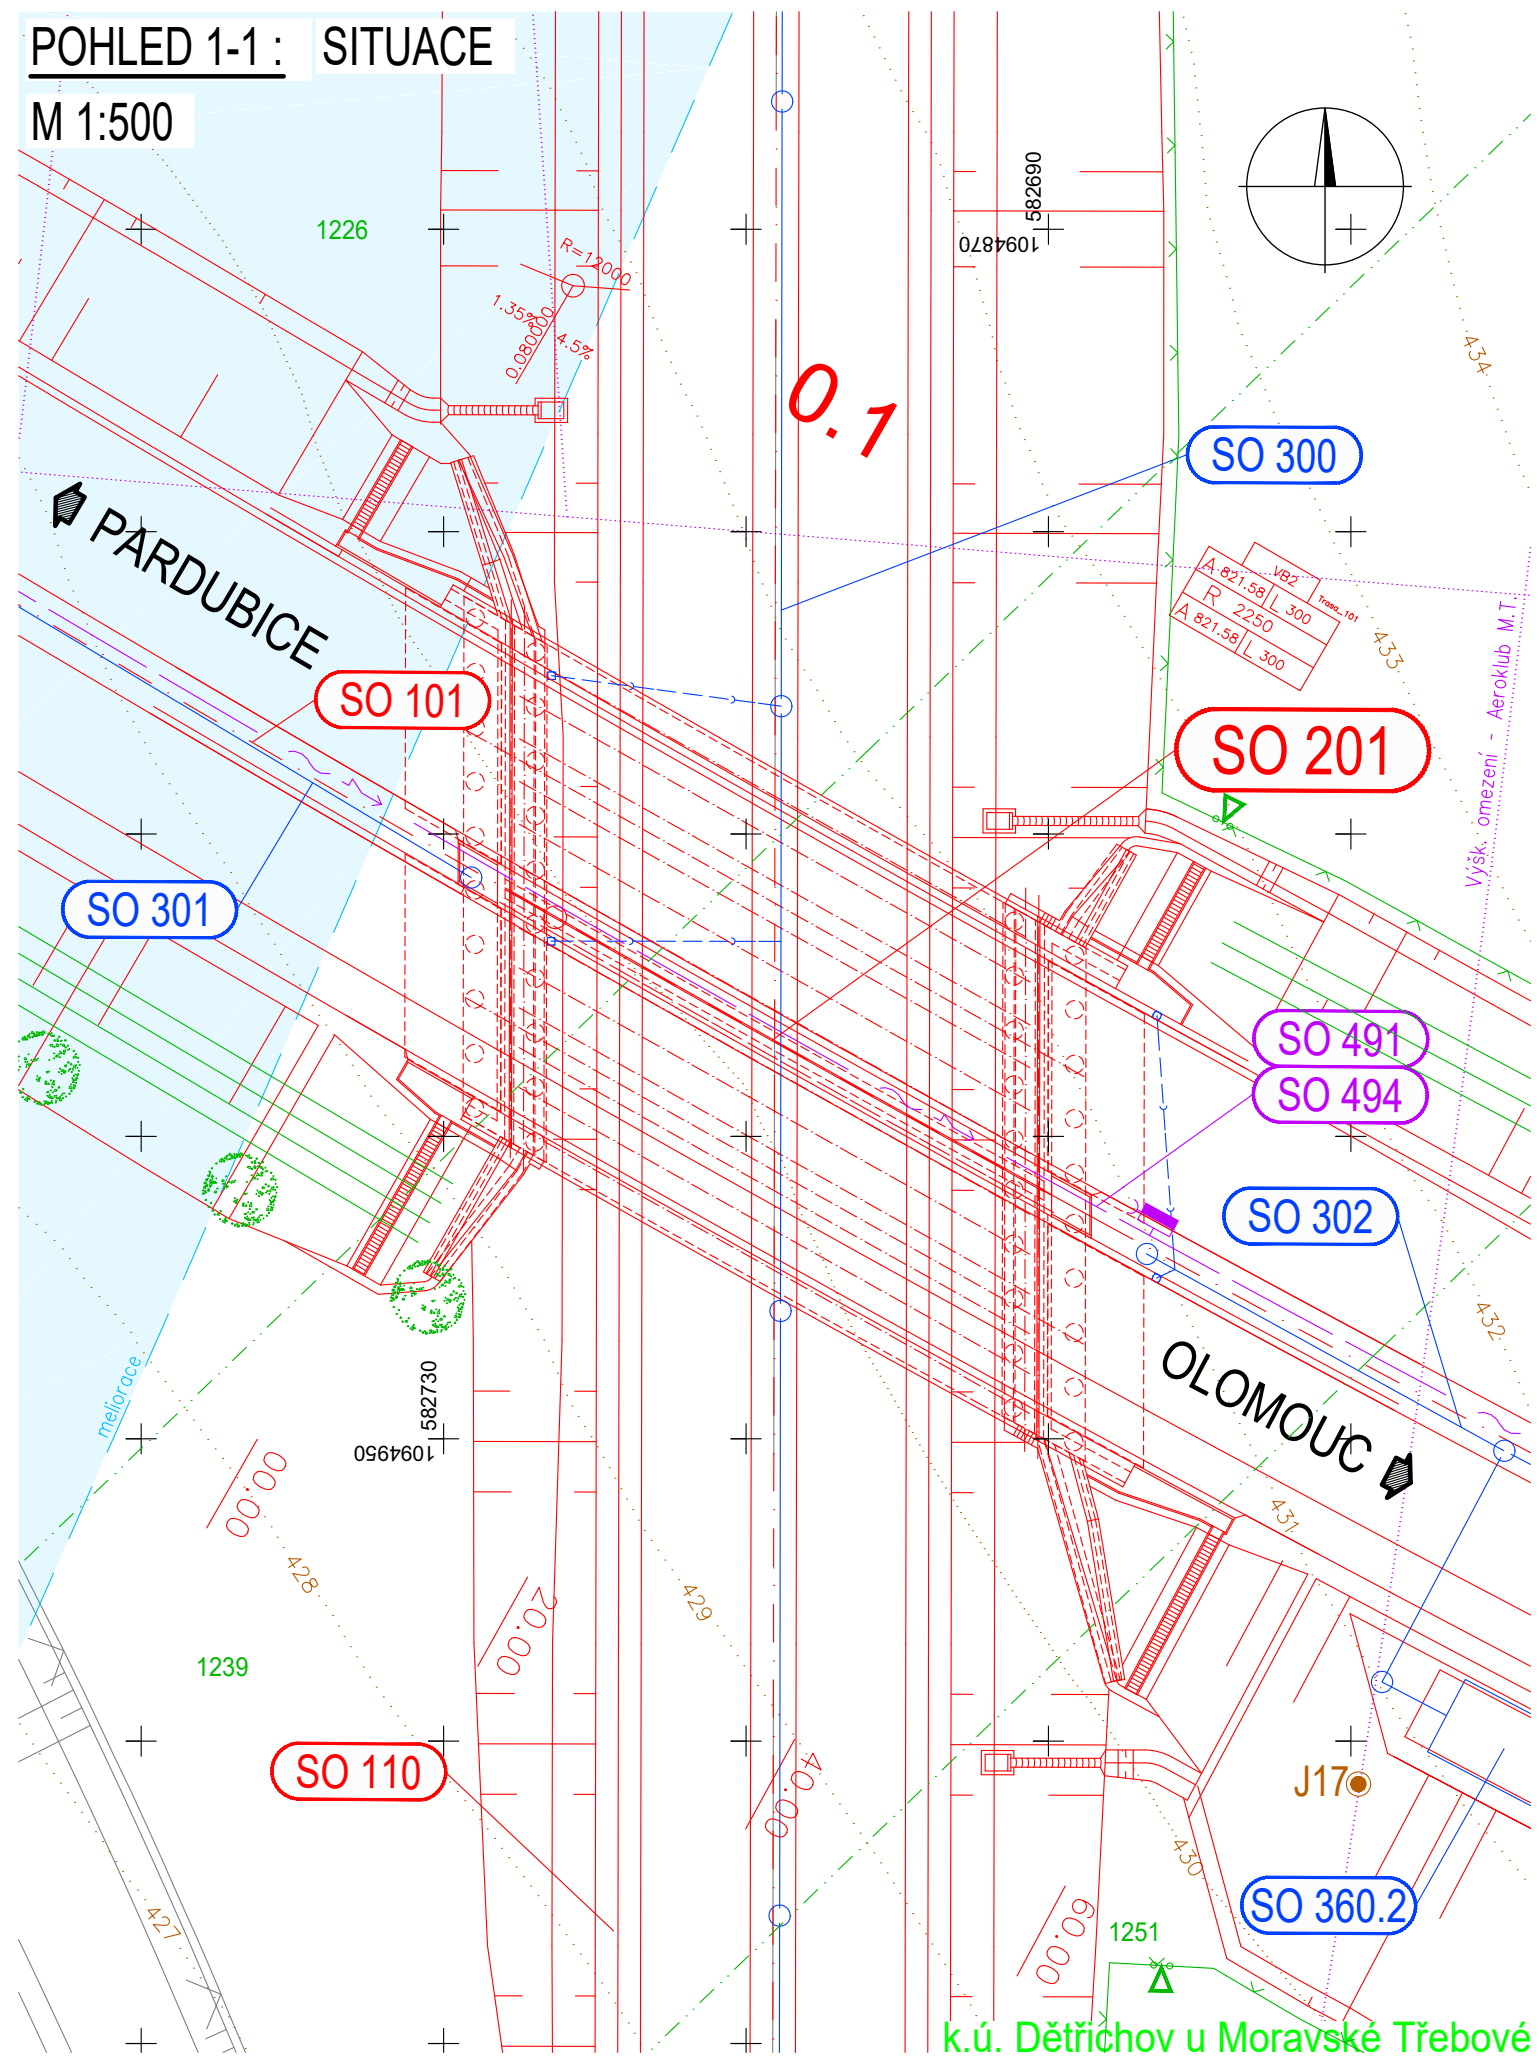 POHLED 1-1 : SITUACE
M 1:500
582690
1094870
1226
R=12000
1.35%
4.5%
0.080000
0.1
434
SO 300
PARDUBICE
VB2
Trasa_101
A 821.58 L 300
R 2250
A 821.58 L 300
433
Výšk. omezení - Aeroklub M.T.
SO 101
SO 201
SO 301
SO 491
SO 494
SO 302
432
OLOMOUC
meliorace
582730
1094950
00.00
431
428
20.00
429
1239
SO 110
40.00
J17
430
427
SO 360.2
60.00
1251
k.ú. Dětřichov u Moravské Třebové